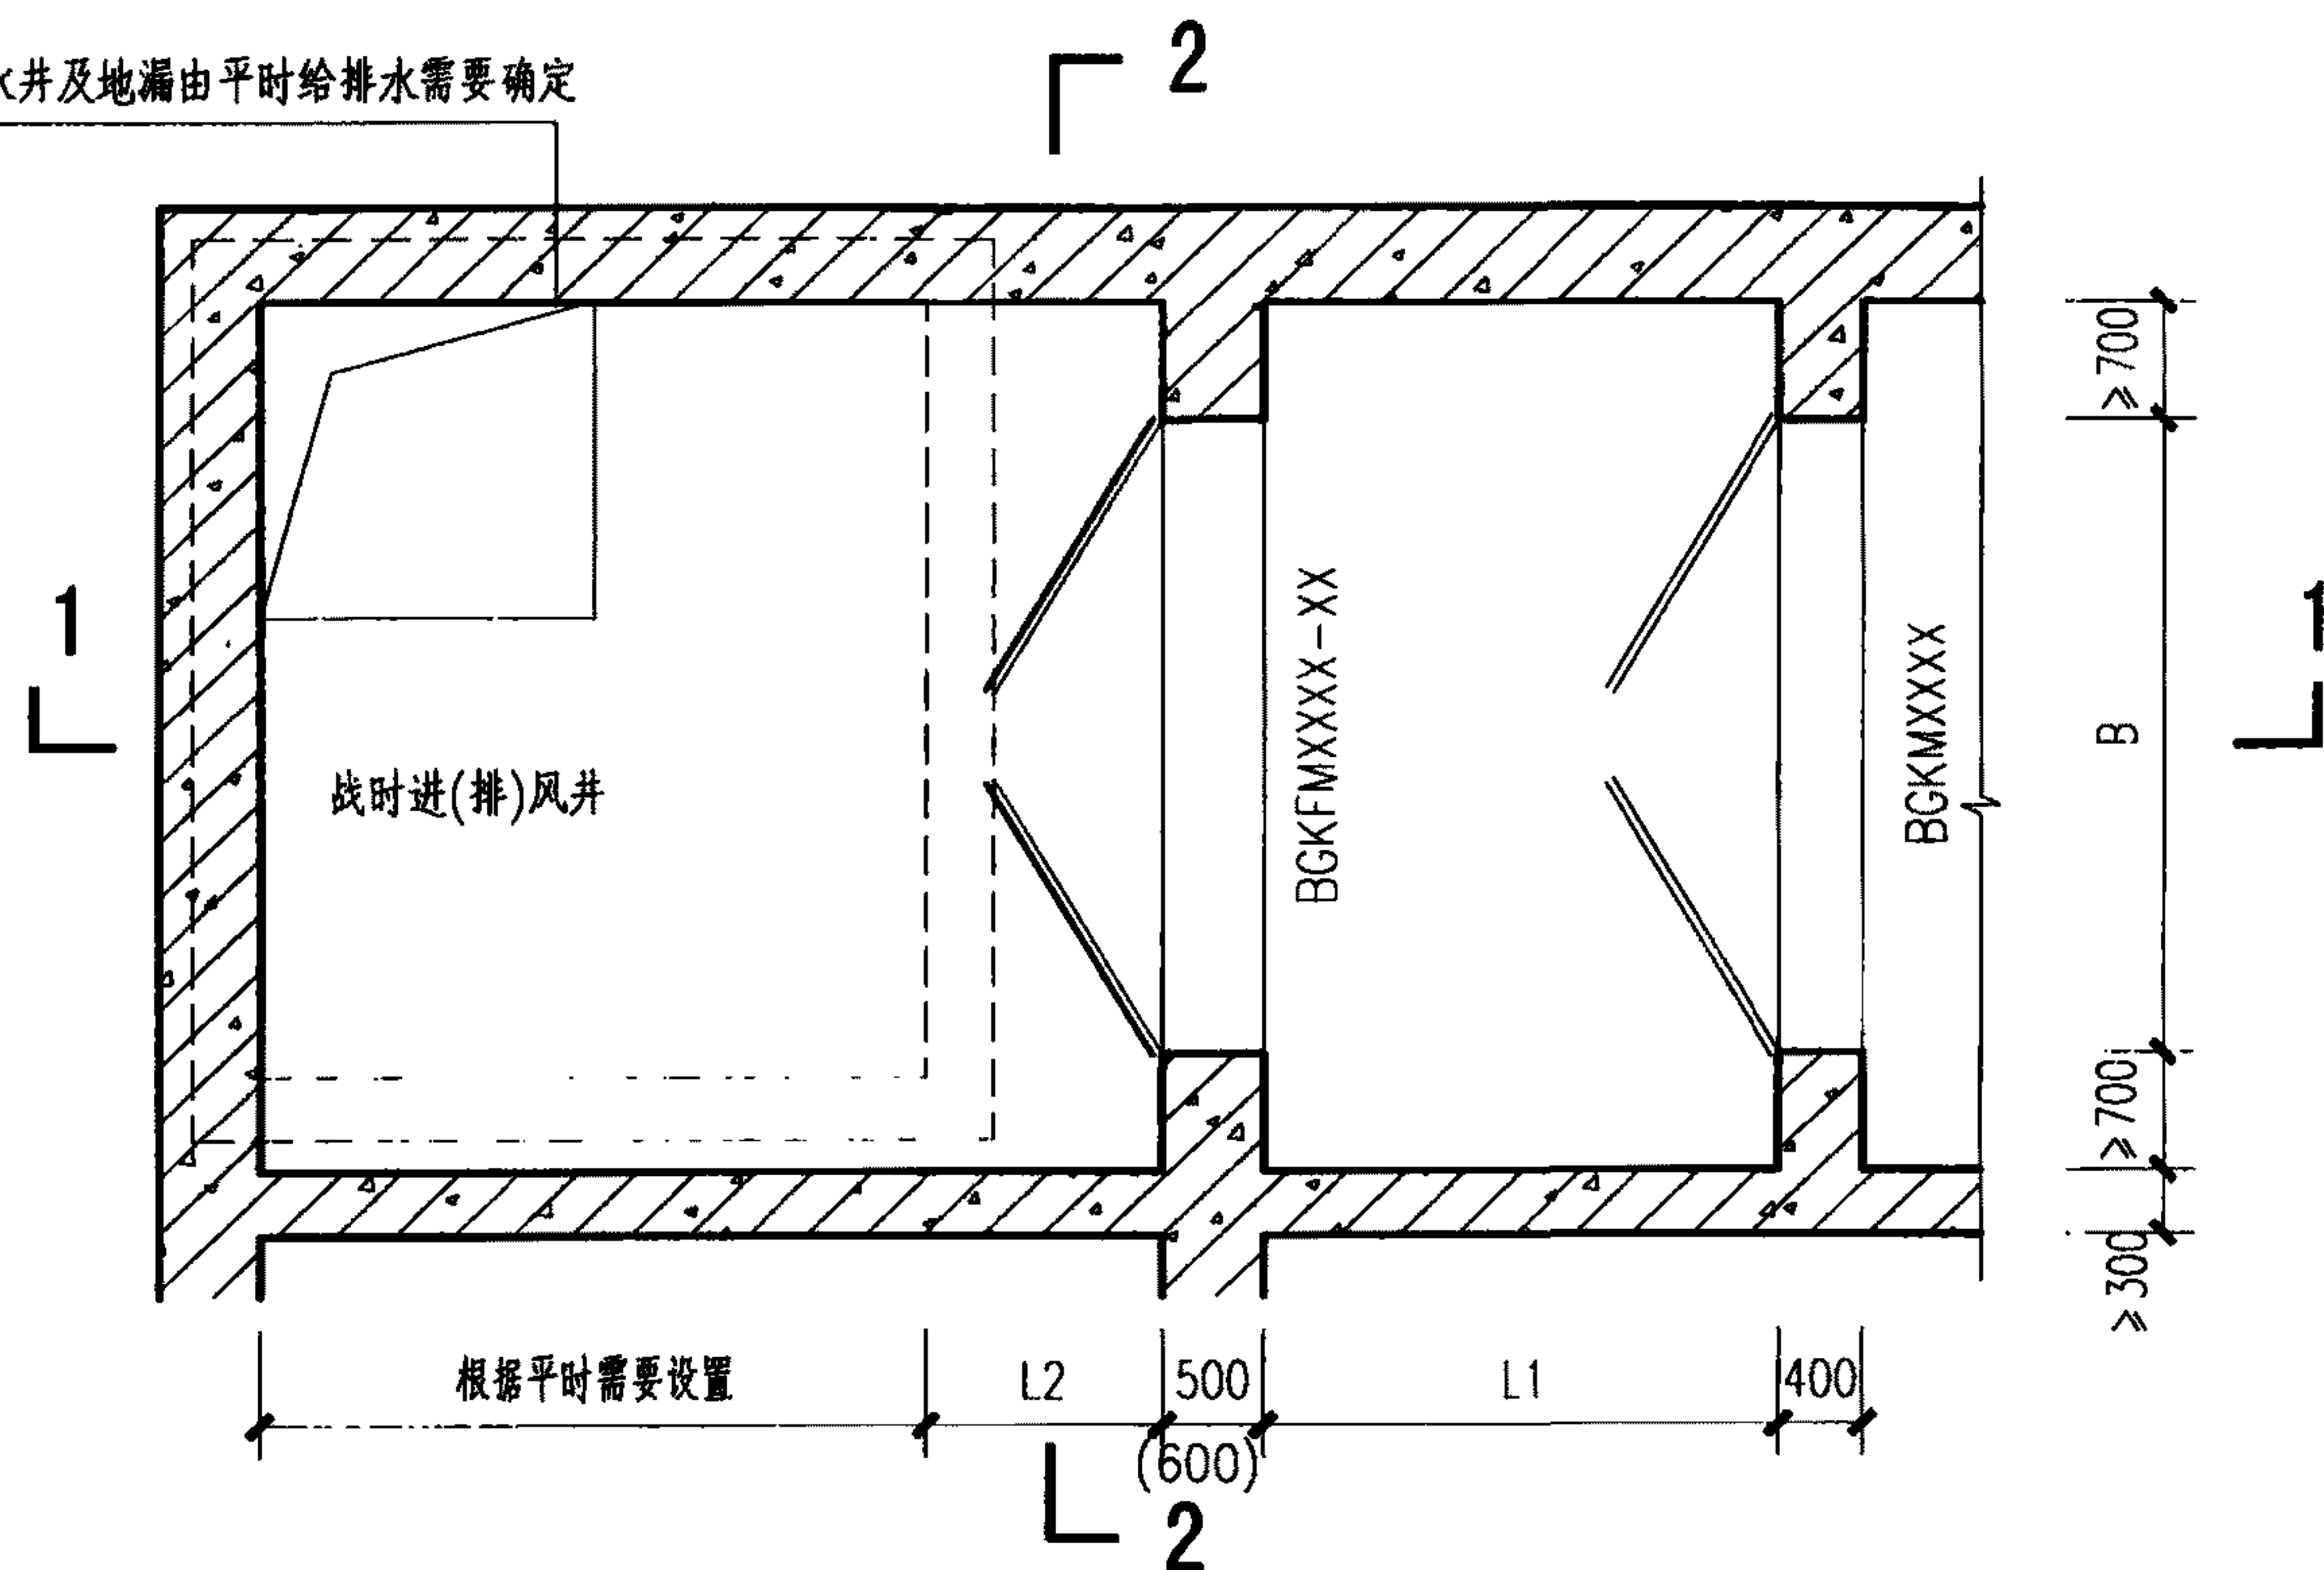 井及地漏由平时给排水需要确定
2
≥700
1
1
BGKFMXXXX-XX
BGKMXXXX
B
战时进(排)风井
≥700
≥300
根据平时需要设置
L2
500
L1
400
(600)
2